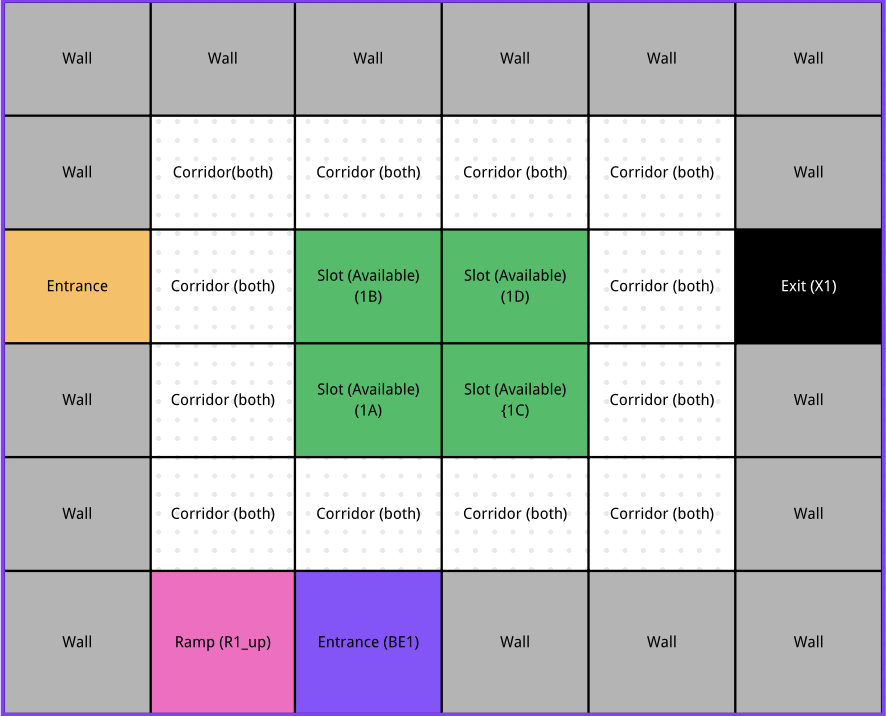 Wall
Wall
Wall
Wall
Wall
Wall
Wall
Corridor(both)
Corridor (both)
Corridor (both)
Corridor (both)
Wall
Entrance
Corridor (both)
Slot (Available)
(1B)
Slot (Available)
(1D)
Corridor (both)
Exit (X1)
Wall
Corridor (both)
Slot (Available)
(1A)
Slot (Available)
{1C)
Corridor (both)
Wall
Wall
Corridor (both)
Corridor (both)
Corridor (both)
Corridor (both)
Wall
Wall
Ramp (R1_up)
Entrance (BE1)
Wall
Wall
Wall